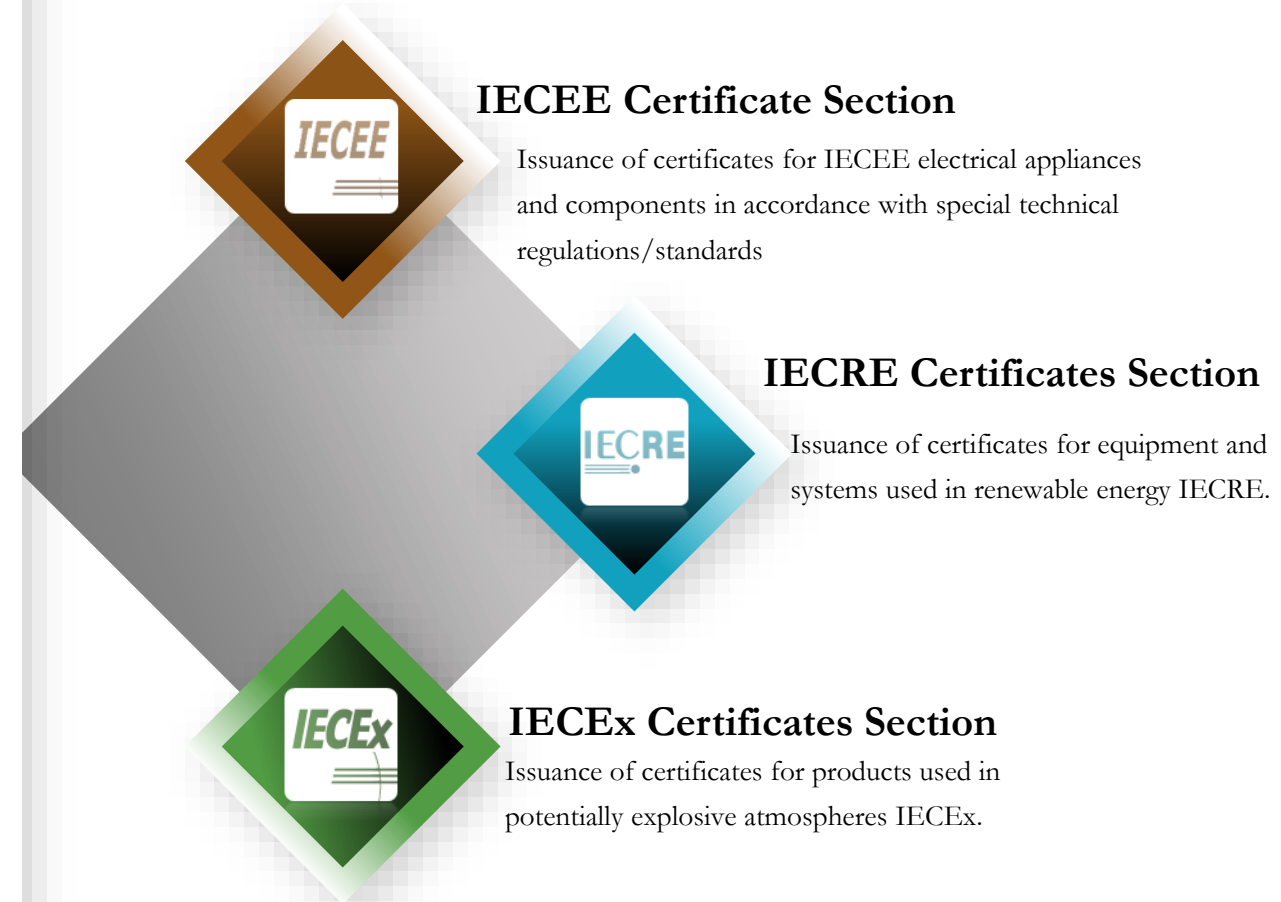 IECEE
IECEE Certificate Section
Issuance of certificates for IECEE electrical appliances
and components in accordance with special technical
regulations/standards
IECRE
IECRE Certificates Section
Issuance of certificates for equipment and
systems used in renewable energy IECRE.
IECEx
IECEx Certificates Section
Issuance of certificates for products used in
potentially explosive atmospheres IECEx.